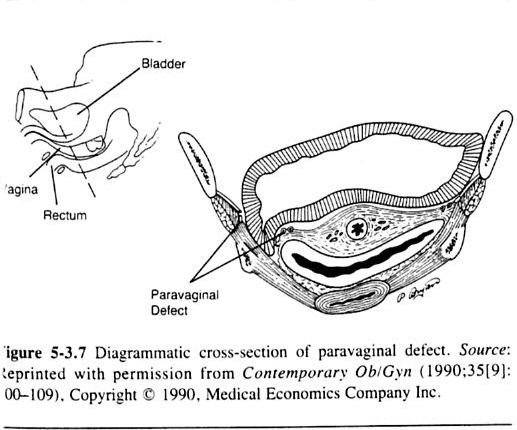 Bladder
'agina
Rectum
Paravaginal
Defect
'igure 5-3.7 Diagrammatic cross-section of paravaginal defect. Source:
Reprinted with permission from Contemporary Ob/Gyn (1990;35[9]:
00–109). Copyright © 1990, Medical Economics Company Inc.